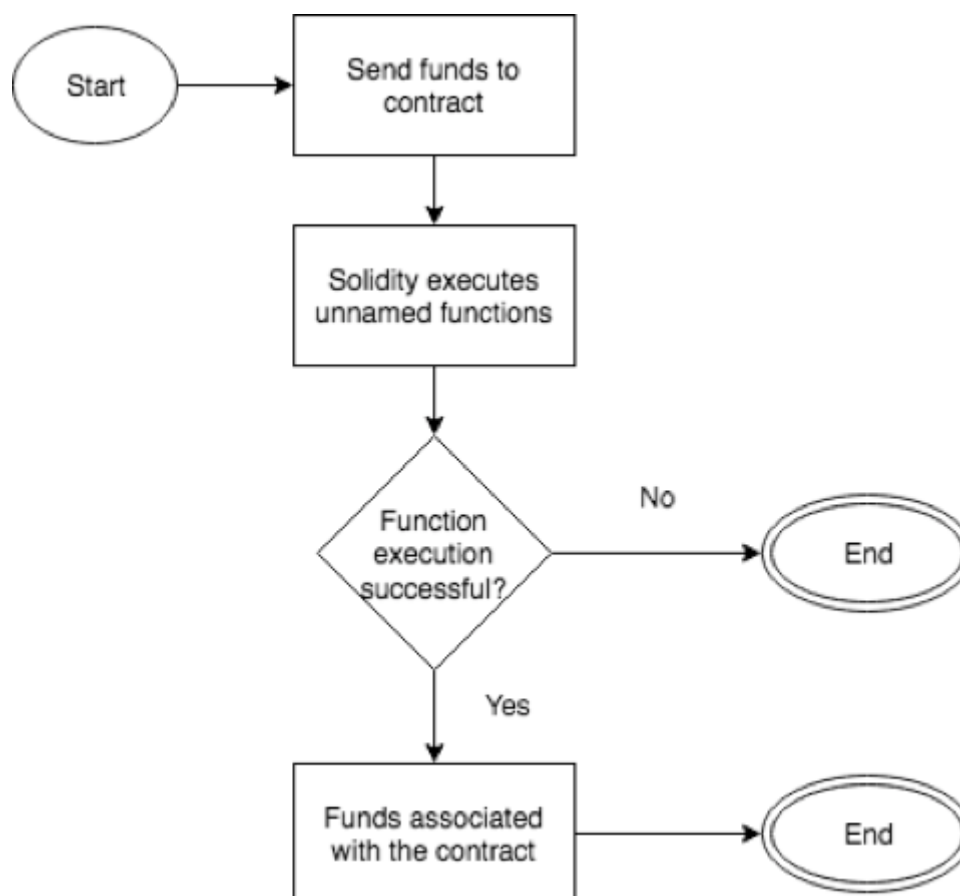 Start
Send funds to
contract
Solidity executes
unnamed functions
Function
execution
successful?
No
End
Yes
Funds associated
with the contract
End